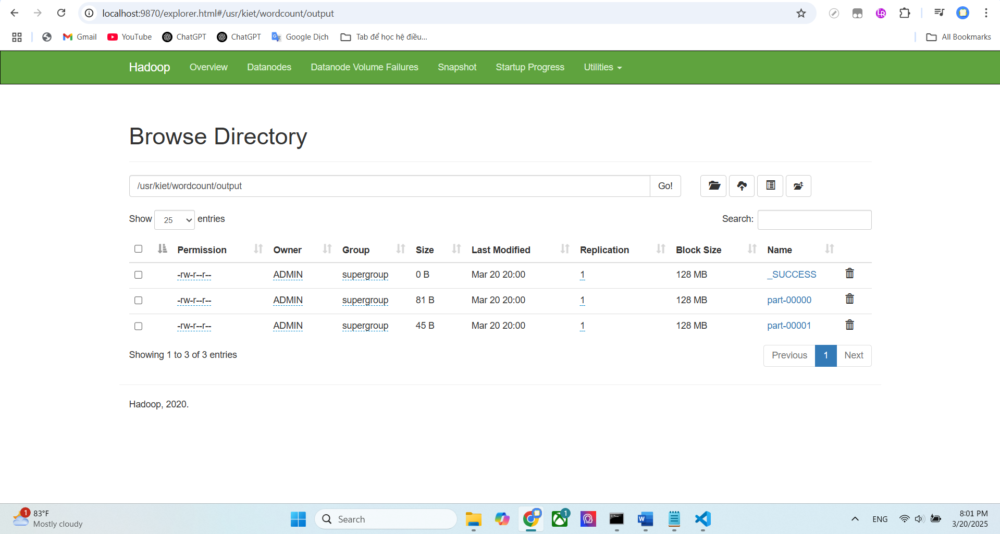 localhost:9870/explorer.html#/usr/kiet/wordcount/output
Gmail YouTube ChatGPT ChatGPT Google Dịch Tab để học hệ điều... All Bookmarks
Hadoop Overview Datanodes Datanode Volume Failures Snapshot Startup Progress Utilities
Browse Directory
/usr/kiet/wordcount/output Go!
Show 25 entries Search:
Permission Owner Group Size Last Modified Replication Block Size Name
-rw-r--r-- ADMIN supergroup 0 B Mar 20 20:00 1 128 MB _SUCCESS
-rw-r--r-- ADMIN supergroup 81 B Mar 20 20:00 1 128 MB part-00000
-rw-r--r-- ADMIN supergroup 45 B Mar 20 20:00 1 128 MB part-00001
Showing 1 to 3 of 3 entries Previous 1 Next
Hadoop, 2020.
1 83°F
Mostly cloudy
Search
1
W
ENG
8:01 PM
3/20/2025